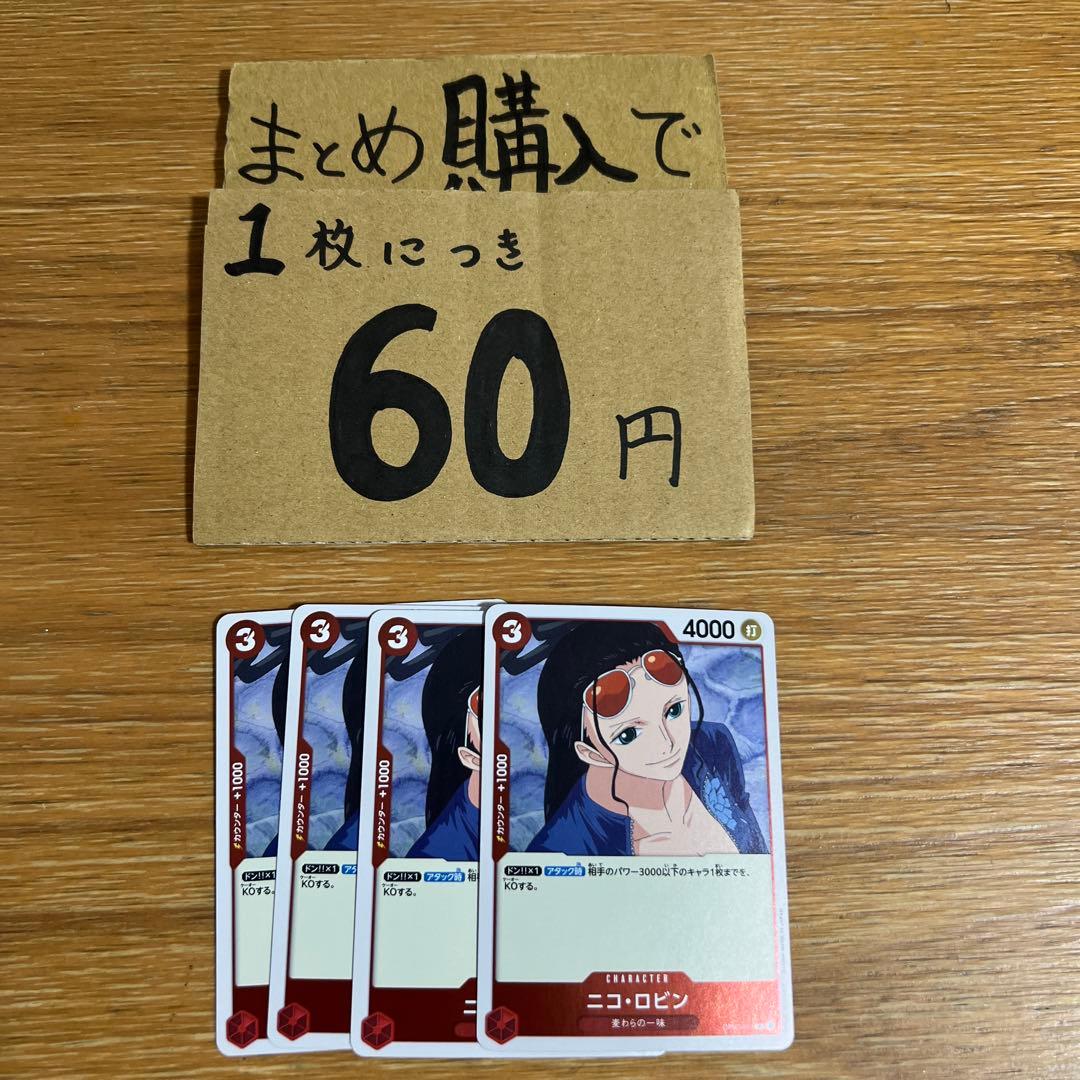 まとめ購入で
1枚につき
60円
3
3
3
3 4000 打
⚡カウンター +1000
⚡カウンター +1000
⚡カウンター +1000
⚡カウンター +1000
ドン!!×1
KOする。
ドン!!×1
KOする。
ドン!!×1 アタック時 相
KOする。
ドン!!×1 アタック時 相手のパワー3000以下のキャラ1枚までを、
KOする。
CHARACTER
ニコ・ロビン
麦わらの一味